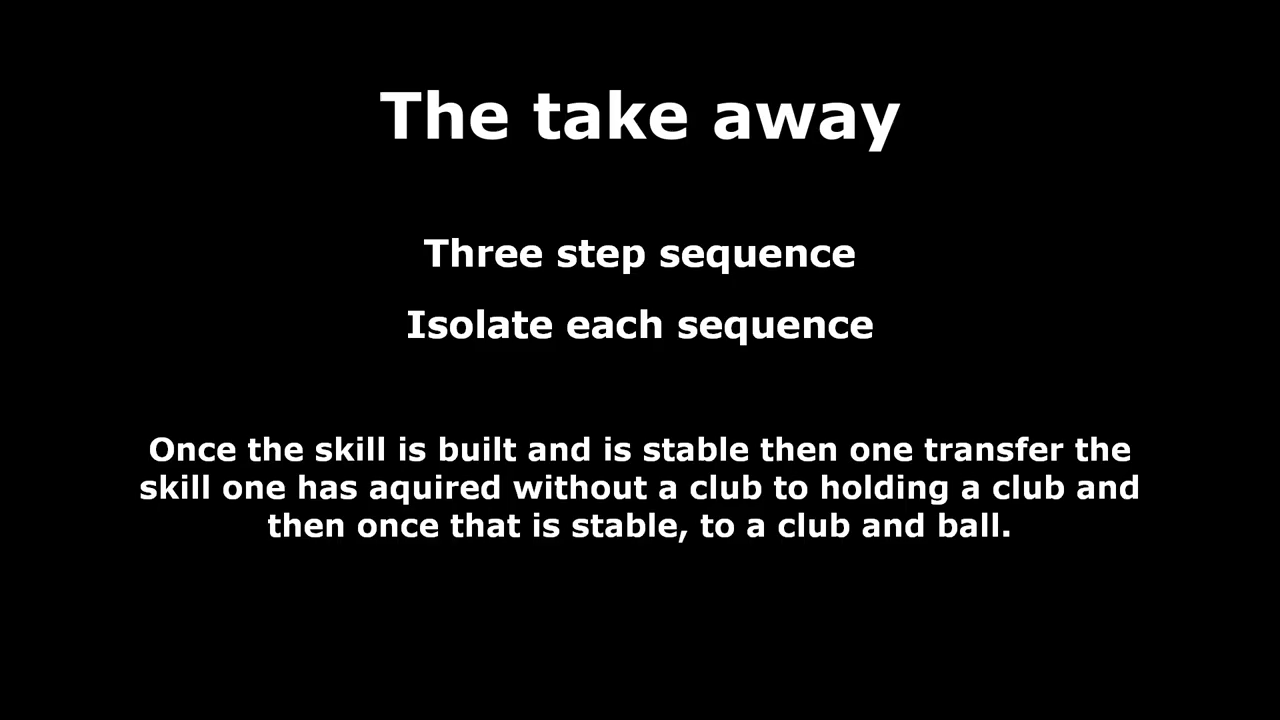 The take away
Three step sequence
Isolate each sequence
Once the skill is built and is stable then one transfer the
skill one has aquired without a club to holding a club and
then once that is stable, to a club and ball.